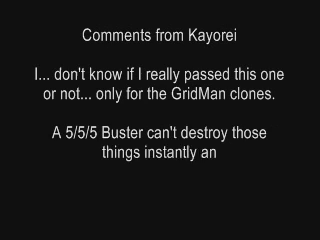 Comments from Kayorei
I... don't know if I really passed this one
or not... only for the GridMan clones.
A 5/5/5 Buster can't destroy those
things instantly an